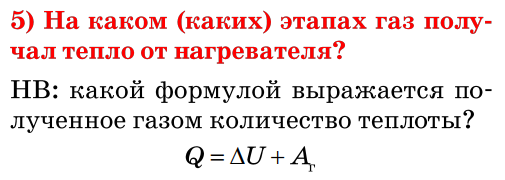 5) На каком (каких) этапах газ полу-
чал тепло от нагревателя?
НВ: какой формулой выражается по-
лученное газом количество теплоты?
Q = ΔU + Aг